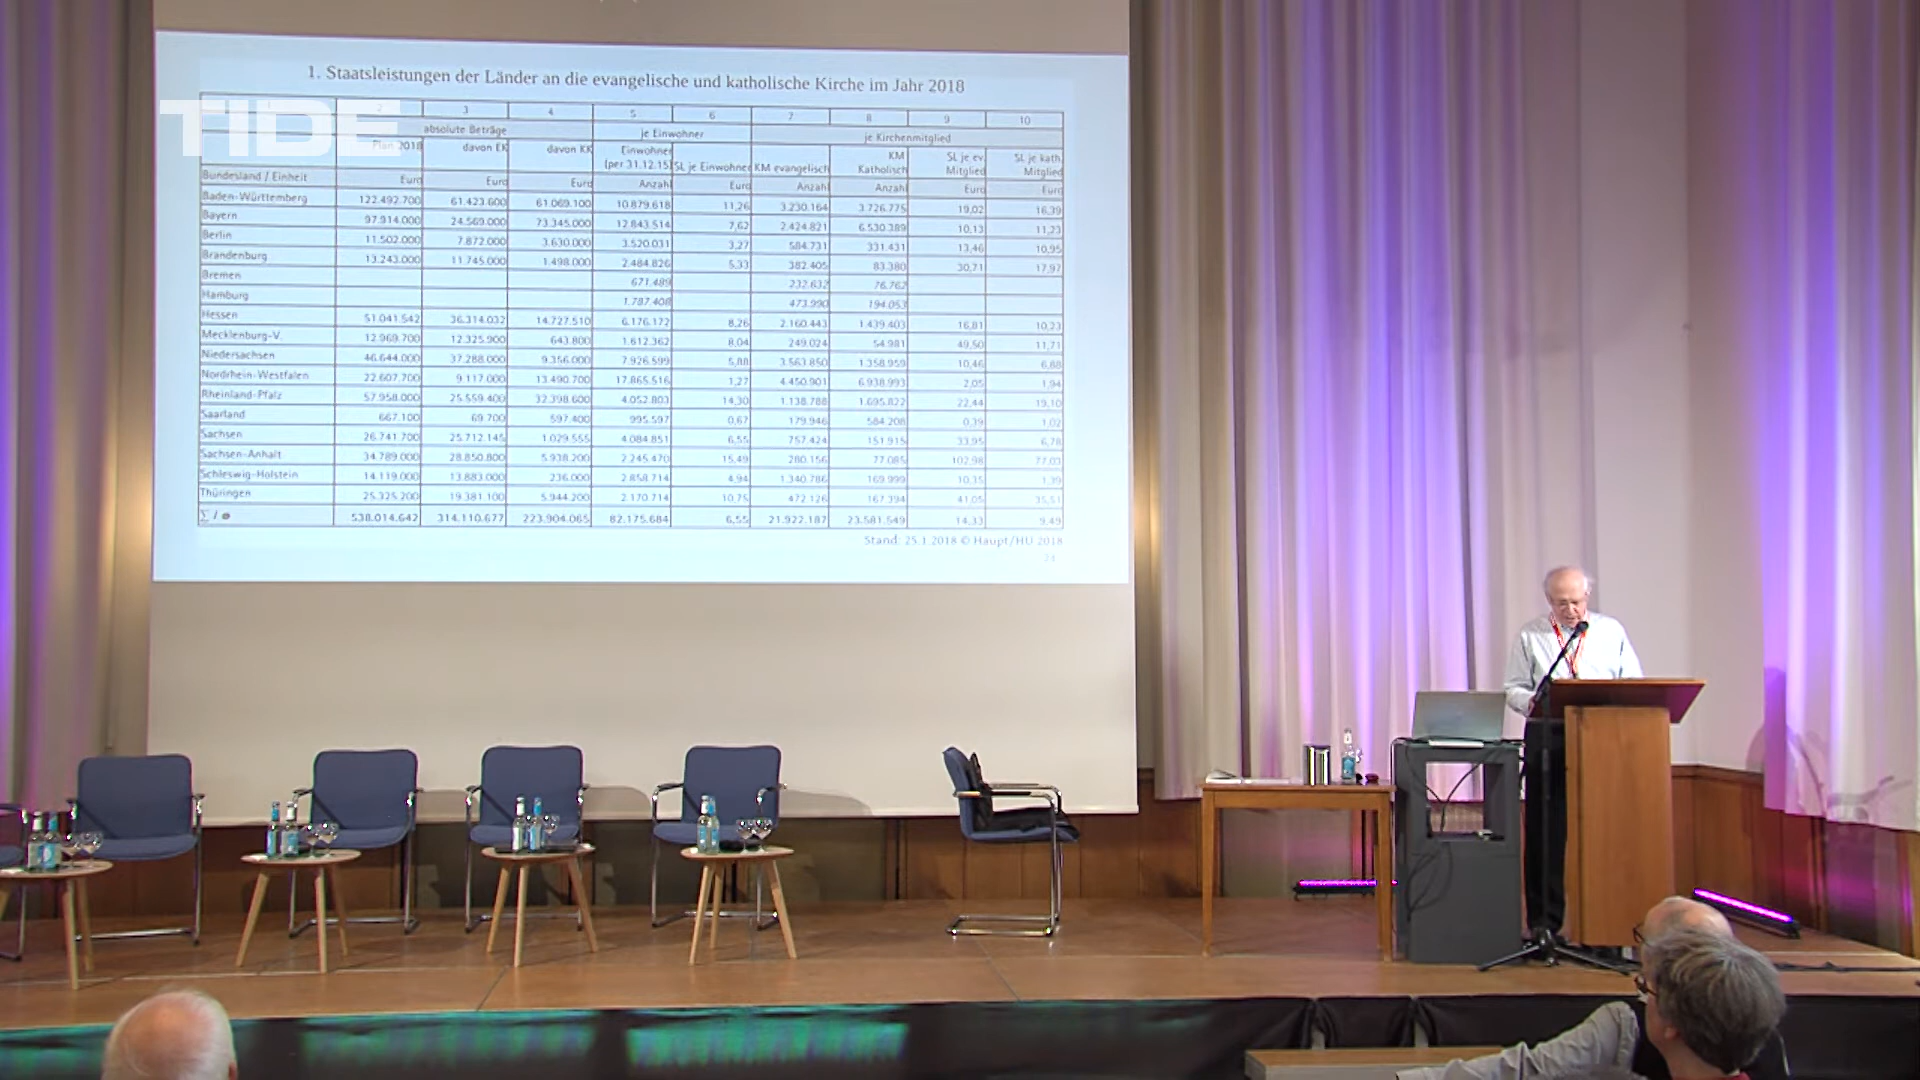 1. Staatsleistungen der Länder an die evangelische und katholische Kirche im Jahr 2018
TIDE
2 3 4 5 6 7 8 9 10
absolute Beträge je Einwohner je Kirchenmitglied
Plan 2018 davon EK davon KK Einwohner (per 31.12.15) SL je Einwohner KM evangelisch KM Katholisch SL je ev. Mitglied SL je kath. Mitglied
Bundesland / Einheit Euro Euro Euro Anzahl Euro Anzahl Anzahl Euro Euro
Baden-Württemberg 122.492.700 61.423.600 61.069.100 10.879.618 11,26 3.230.164 3.726.775 19,02 16,39
Bayern 97.914.000 24.569.000 73.345.000 12.843.514 7,62 2.424.821 6.530.389 10,13 11,23
Berlin 11.502.000 7.872.000 3.630.000 3.520.031 3,27 584.731 331.431 13,46 10,95
Brandenburg 13.243.000 11.745.000 1.498.000 2.484.826 5,33 382.405 83.380 30,71 17,97
Bremen 671.489 232.632 76.762
Hamburg 1.787.408 473.990 194.053
Hessen 51.041.542 36.314.032 14.727.510 6.176.172 8,26 2.160.443 1.439.403 16,81 10,23
Mecklenburg-V. 12.969.700 12.325.900 643.800 1.612.362 8,04 249.024 54.981 49,50 11,71
Niedersachsen 46.644.000 37.288.000 9.356.000 7.926.599 5,88 3.563.850 1.358.959 10,46 6,88
Nordrhein-Westfalen 22.607.700 9.117.000 13.490.700 17.865.516 1,27 4.450.901 6.938.993 2,05 1,94
Rheinland-Pfalz 57.958.000 25.559.400 32.398.600 4.052.803 14,30 1.138.788 1.695.822 22,44 19,10
Saarland 667.100 69.700 597.400 995.597 0,67 179.946 584.208 0,39 1,02
Sachsen 26.741.700 25.712.145 1.029.555 4.084.851 6,55 757.424 151.915 33,95 6,78
Sachsen-Anhalt 34.789.000 28.850.800 5.938.200 2.245.470 15,49 280.156 77.085 102,98 77,03
Schleswig-Holstein 14.119.000 13.883.000 236.000 2.858.714 4,94 1.340.786 169.999 10,35 1,39
Thüringen 25.325.200 19.381.100 5.944.200 2.170.714 10,75 472.126 167.394 41,05 35,51
∑ / ø 538.014.642 314.110.677 223.904.065 82.175.684 6,55 21.922.187 23.581.549 14,33 9,49
Stand: 25.1.2018 © Haupt/HU 2018